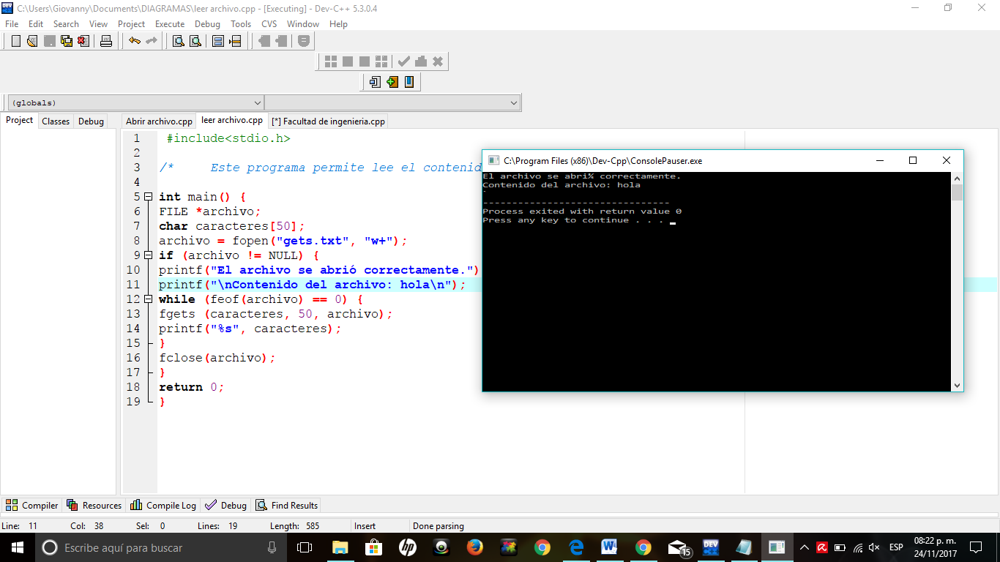 C:\Users\Giovanny\Documents\DIAGRAMAS\leer archivo.cpp - [Executing] - Dev-C++ 5.3.0.4
File Edit Search View Project Execute Debug Tools CVS Window Help
(globals)
Project Classes Debug Abrir archivo.cpp leer archivo.cpp [*] Facultad de ingenieria.cpp
1 #include<stdio.h>
2
3 /* Este programa permite lee el contenid
4
5 int main() {
6 FILE *archivo;
7 char caracteres[50];
8 archivo = fopen("gets.txt", "w+");
9 if (archivo != NULL) {
10 printf("El archivo se abrió correctamente.")
11 printf("\nContenido del archivo: hola\n");
12 while (feof(archivo) == 0) {
13 fgets (caracteres, 50, archivo);
14 printf("%s", caracteres);
15 }
16 fclose(archivo);
17 }
18 return 0;
19 }
C:\Program Files (x86)\Dev-Cpp\ConsolePauser.exe
El archivo se abri% correctamente.
Contenido del archivo: hola
`
--------------------------------
Process exited with return value 0
Press any key to continue . . .
Compiler Resources Compile Log Debug Find Results
Line: 11 Col: 38 Sel: 0 Lines: 19 Length: 585 Insert Done parsing
Escribe aquí para buscar
DEV
15
ESP
08:22 p. m.
24/11/2017